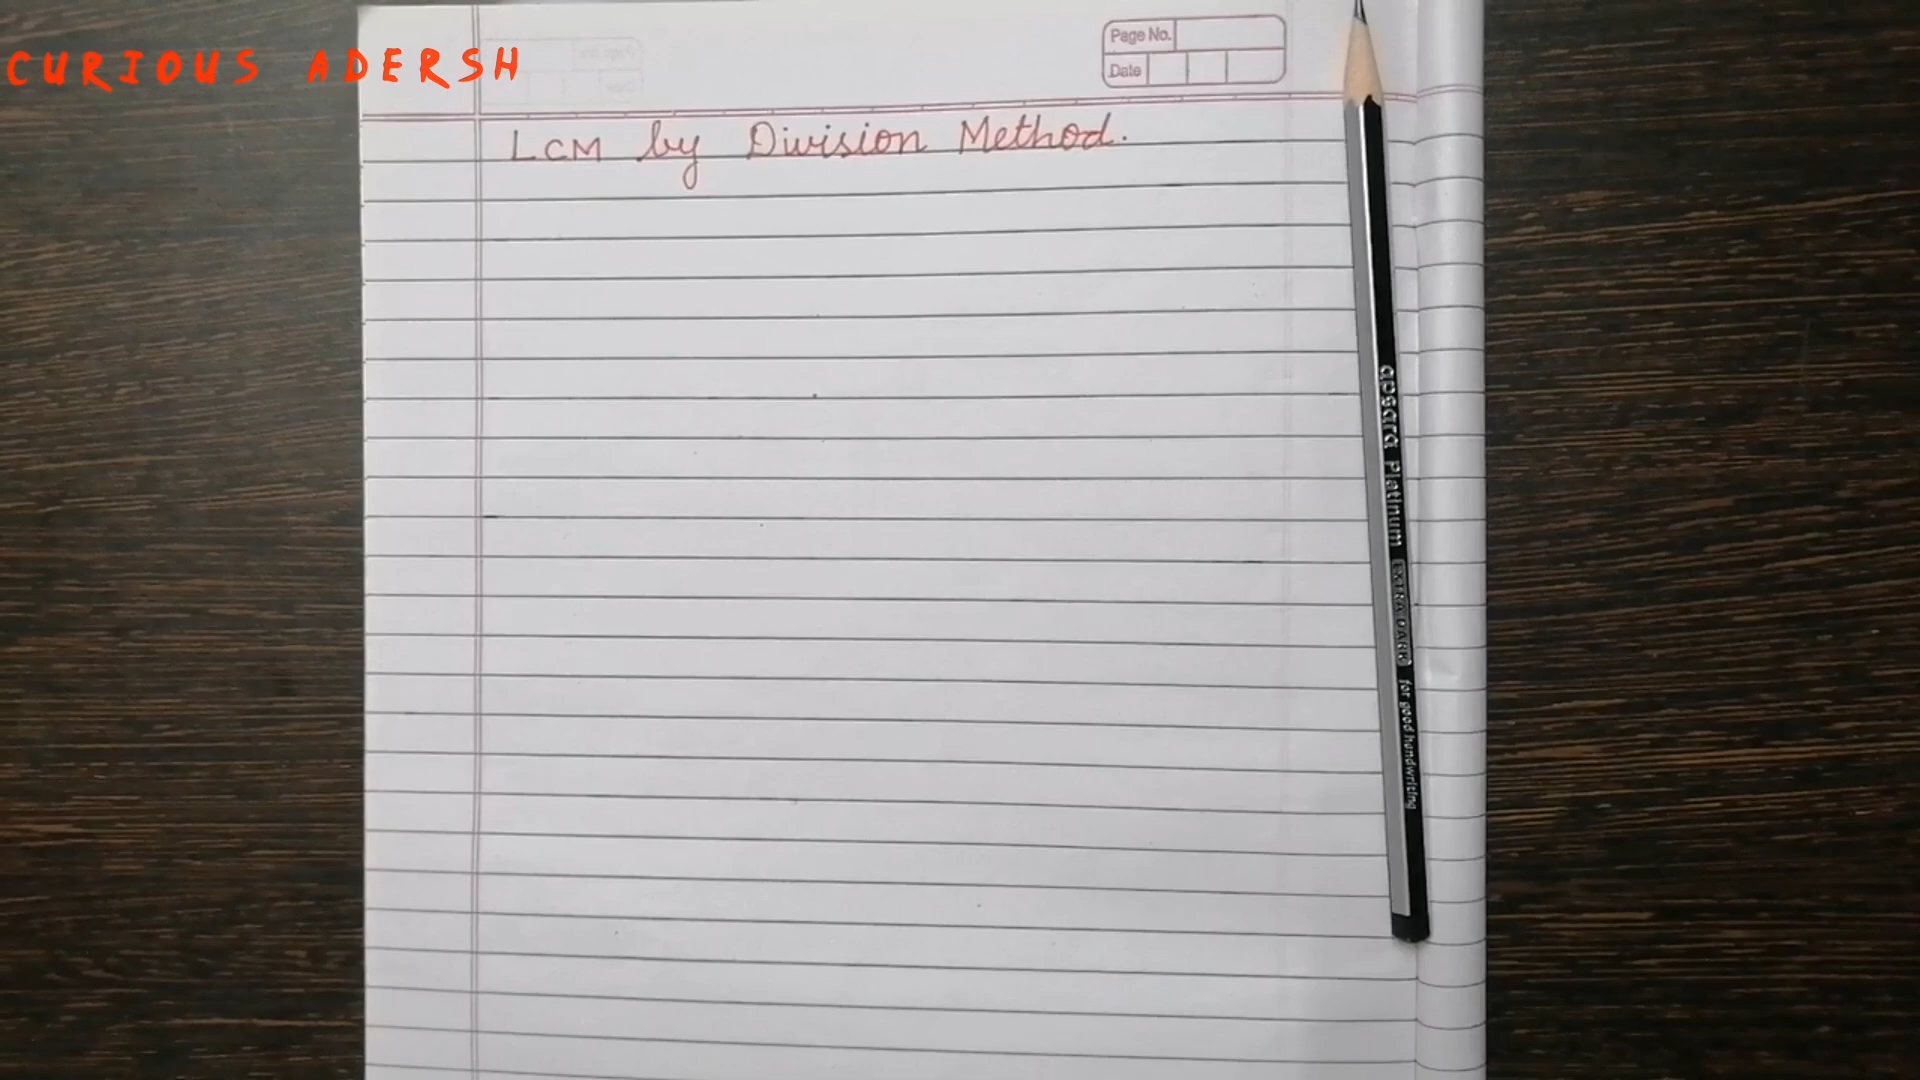 CURIOUS ADERSH
Page No.
Date
LCM by Division Method.
apsara Platinum EXTRA DARK for good handwriting